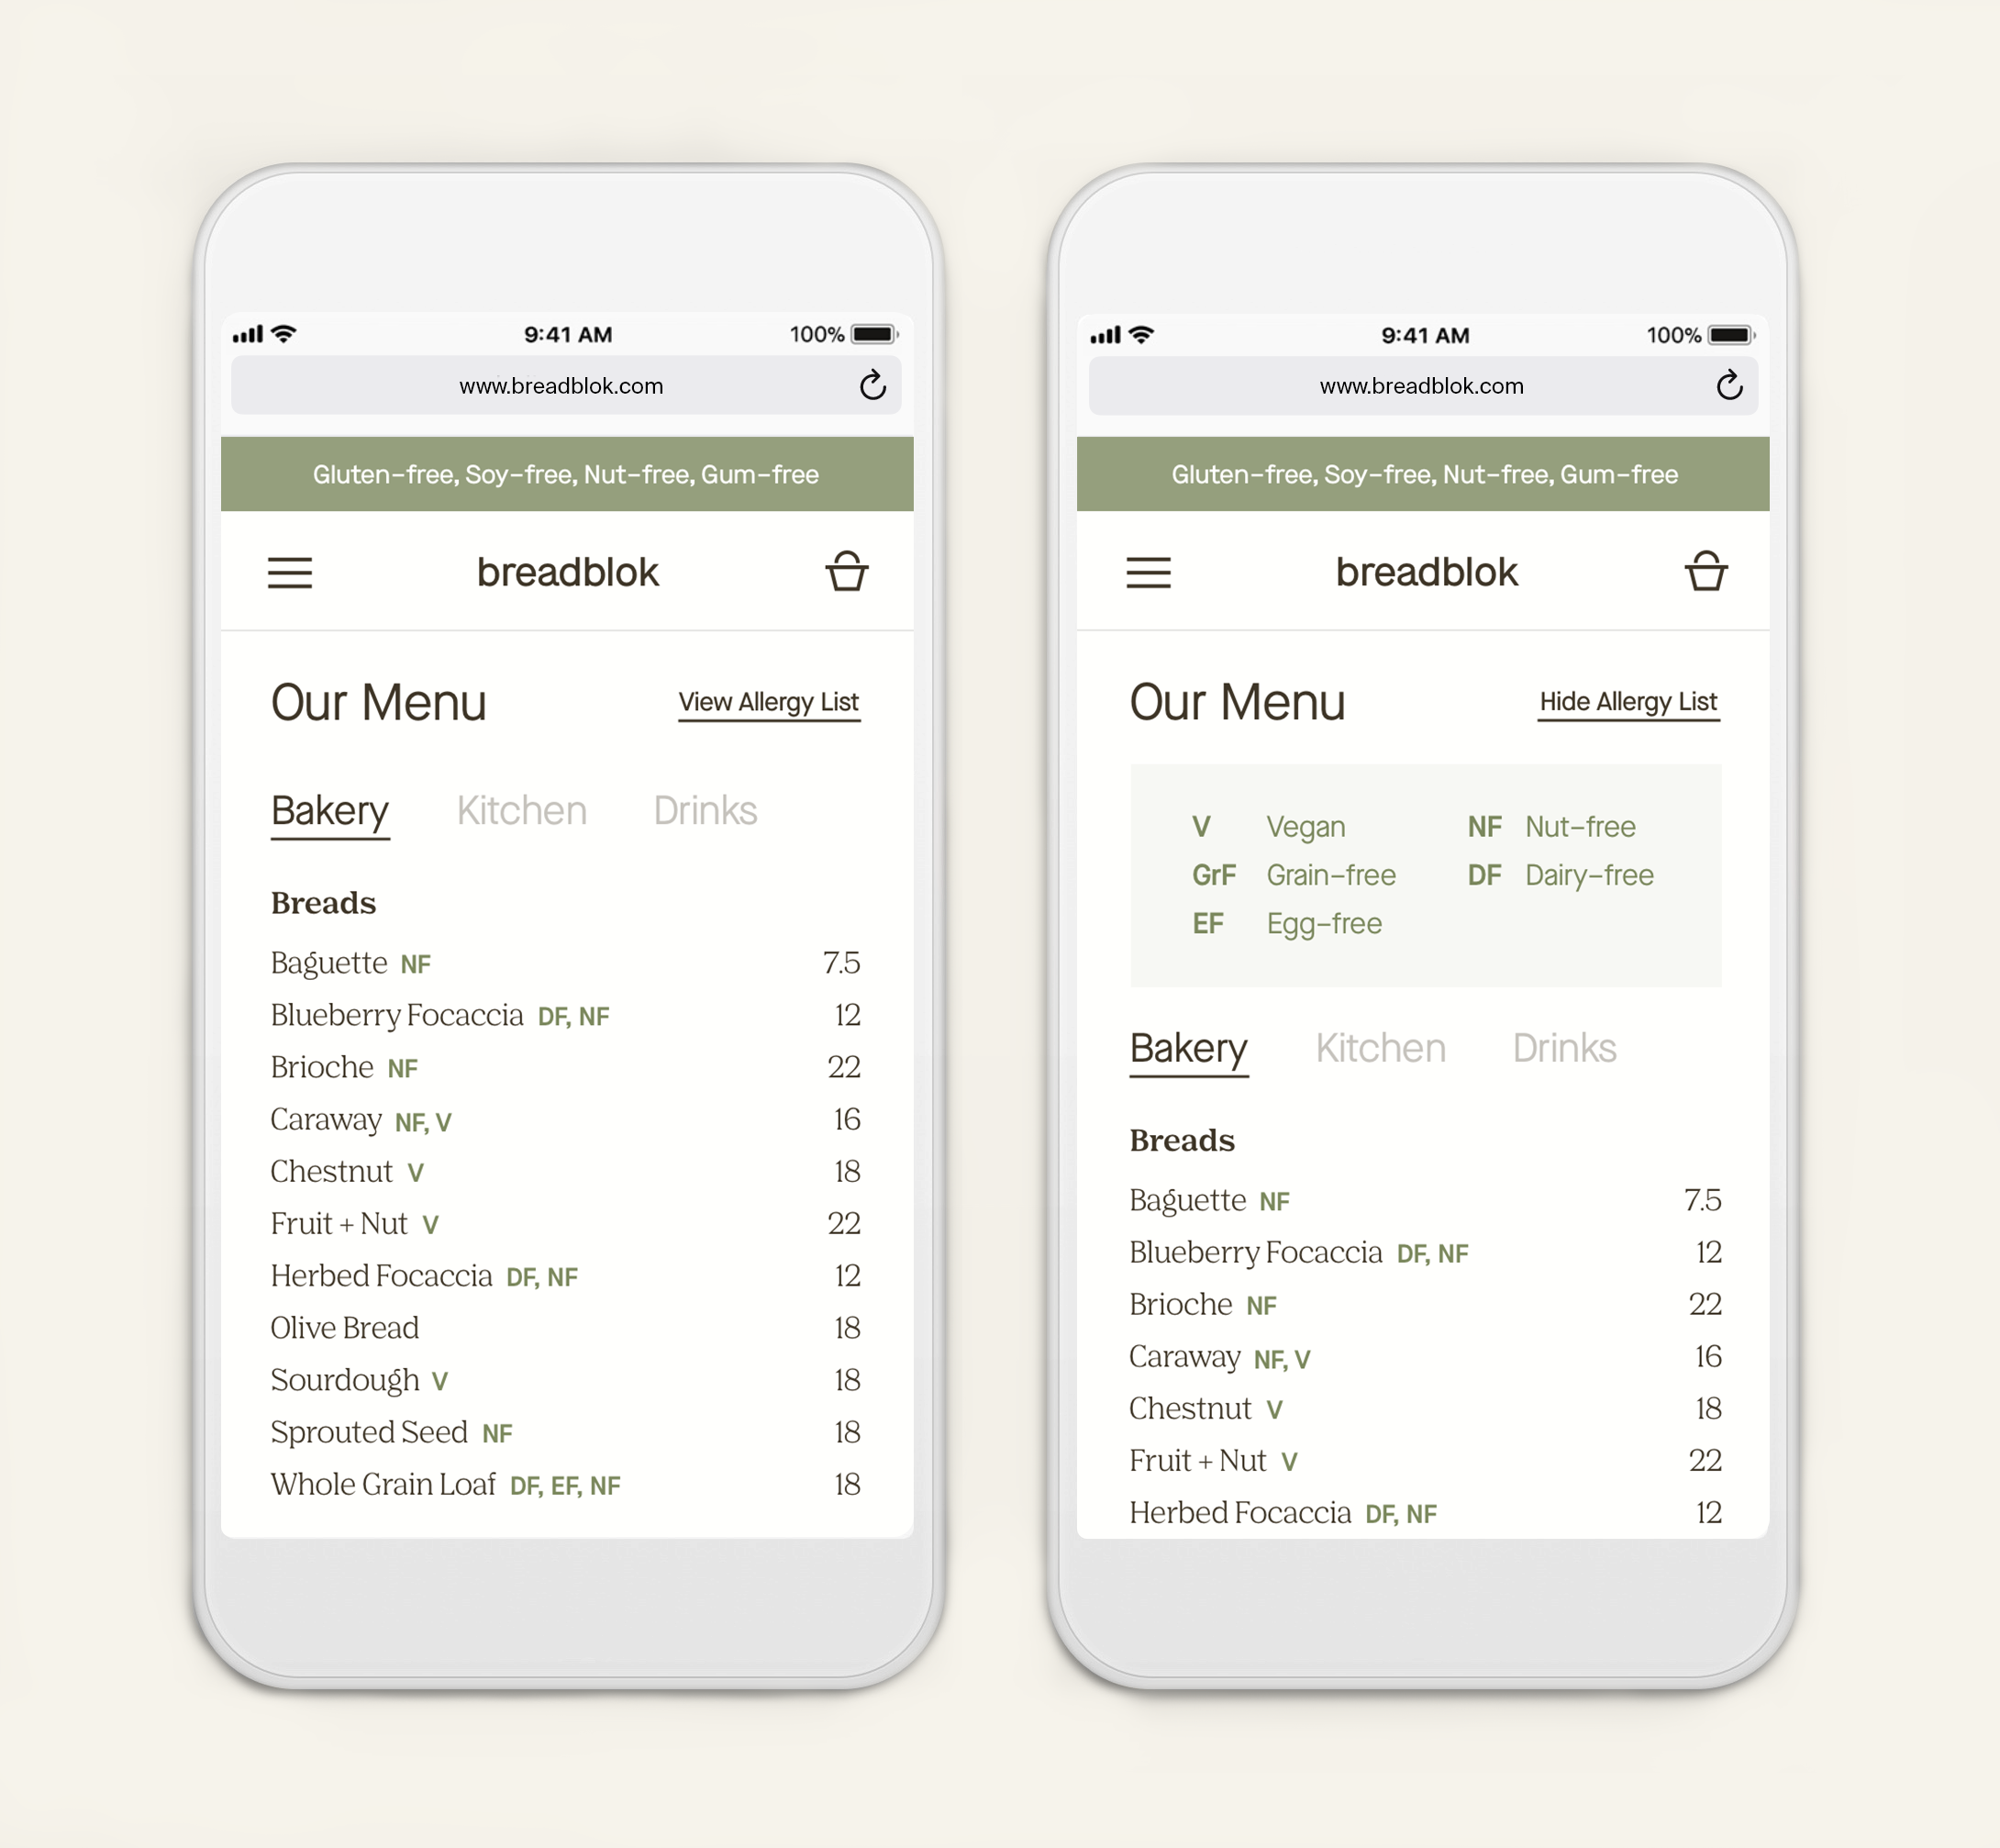 9:41 AM 100%
www.breadblok.com
Gluten-free, Soy-free, Nut-free, Gum-free
breadblok
Our Menu View Allergy List
Bakery Kitchen Drinks
Breads
Baguette NF 7.5
Blueberry Focaccia DF, NF 12
Brioche NF 22
Caraway NF, V 16
Chestnut V 18
Fruit + Nut V 22
Herbed Focaccia DF, NF 12
Olive Bread 18
Sourdough V 18
Sprouted Seed NF 18
Whole Grain Loaf DF, EF, NF 18
9:41 AM 100%
www.breadblok.com
Gluten-free, Soy-free, Nut-free, Gum-free
breadblok
Our Menu Hide Allergy List
V Vegan NF Nut-free
GrF Grain-free DF Dairy-free
EF Egg-free
Bakery Kitchen Drinks
Breads
Baguette NF 7.5
Blueberry Focaccia DF, NF 12
Brioche NF 22
Caraway NF, V 16
Chestnut V 18
Fruit + Nut V 22
Herbed Focaccia DF, NF 12